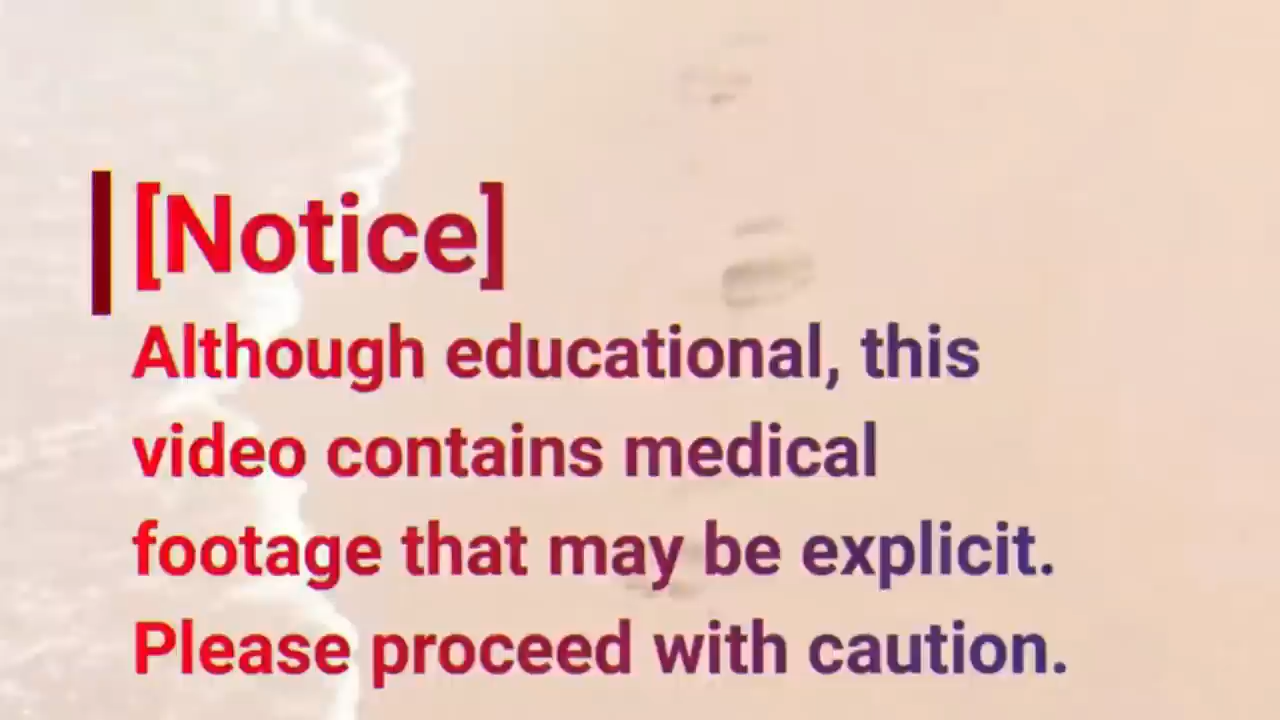 [Notice]
Although educational, this
video contains medical
footage that may be explicit.
Please proceed with caution.